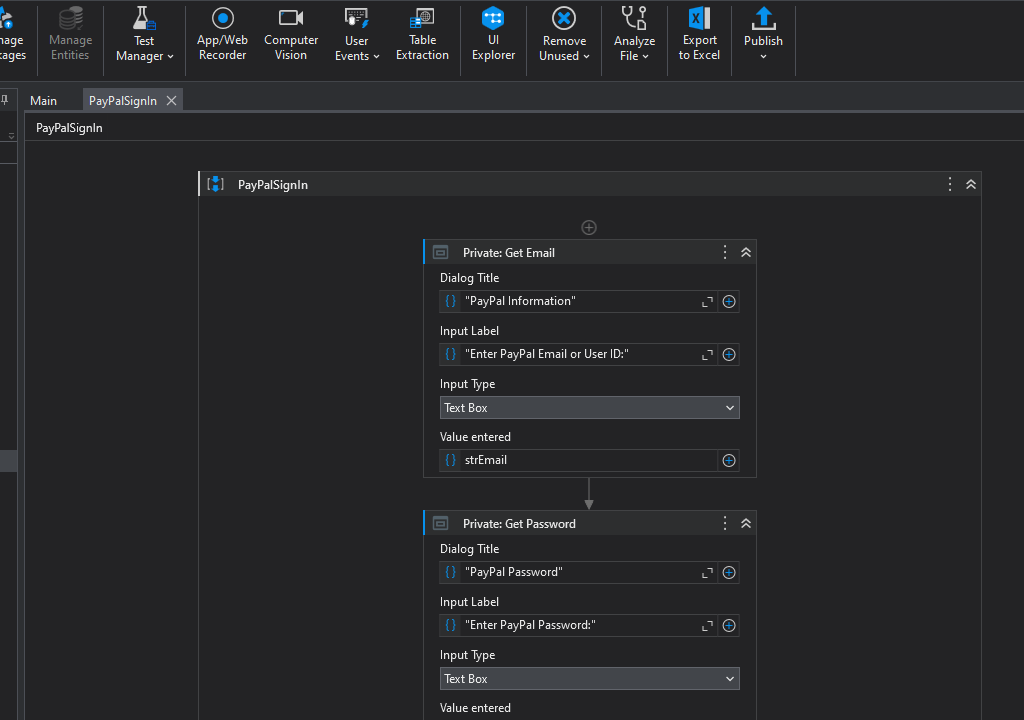 Manage Entities
Test Manager
App/Web Recorder
Computer Vision
User Events
Table Extraction
UI Explorer
Remove Unused
Analyze File
Export to Excel
Publish
Main
PayPalSignIn
PayPalSignIn
PayPalSignIn
Private: Get Email
Dialog Title
"PayPal Information"
Input Label
"Enter PayPal Email or User ID:"
Input Type
Text Box
Value entered
strEmail
Private: Get Password
Dialog Title
"PayPal Password"
Input Label
"Enter PayPal Password:"
Input Type
Text Box
Value entered